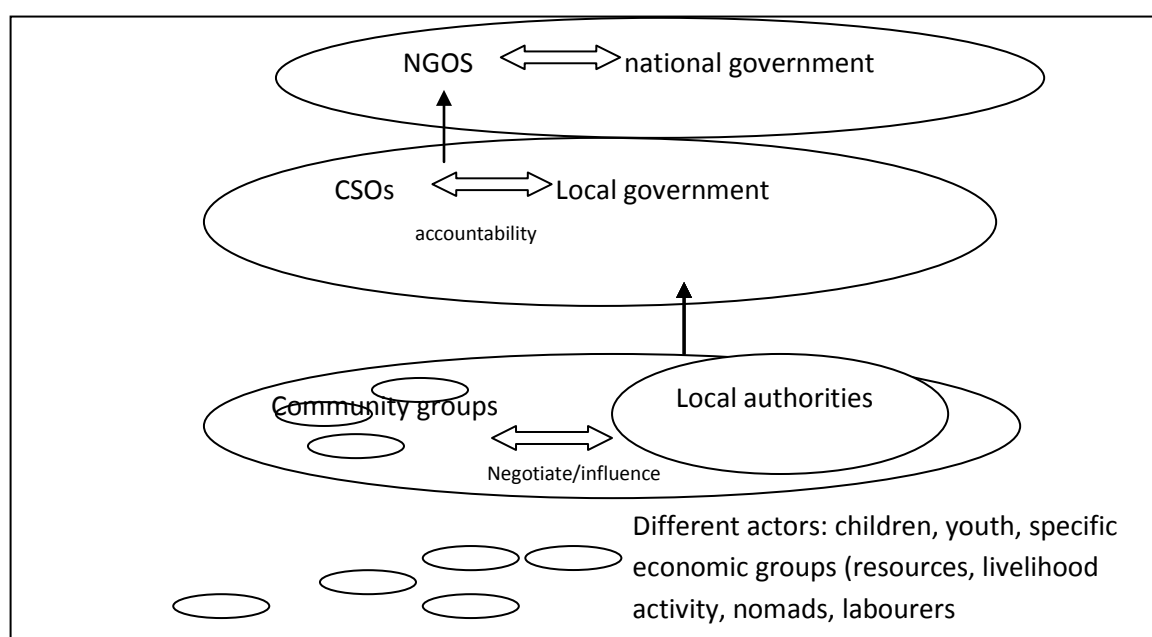 NGOS national government
CSOs Local government
accountability
Community groups Local authorities
Negotiate/influence
Different actors: children, youth, specific
economic groups (resources, livelihood
activity, nomads, labourers